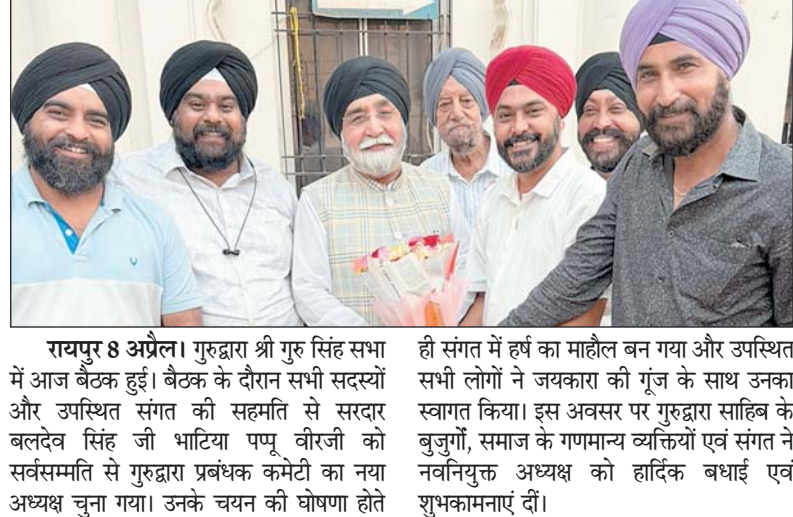 रायपुर 8 अप्रैल। गुरुद्वारा श्री गुरु सिंह सभा
में आज बैठक हुई। बैठक के दौरान सभी सदस्यों
और उपस्थित संगत की सहमति से सरदार
बलदेव सिंह जी भाटिया पप्पू वीरजी को
सर्वसम्मति से गुरुद्वारा प्रबंधक कमेटी का नया
अध्यक्ष चुना गया। उनके चयन की घोषणा होते
ही संगत में हर्ष का माहौल बन गया और उपस्थित
सभी लोगों ने जयकारा की गूंज के साथ उनका
स्वागत किया। इस अवसर पर गुरुद्वारा साहिब के
बुजुर्गों, समाज के गणमान्य व्यक्तियों एवं संगत ने
नवनियुक्त अध्यक्ष को हार्दिक बधाई एवं
शुभकामनाएं दीं।